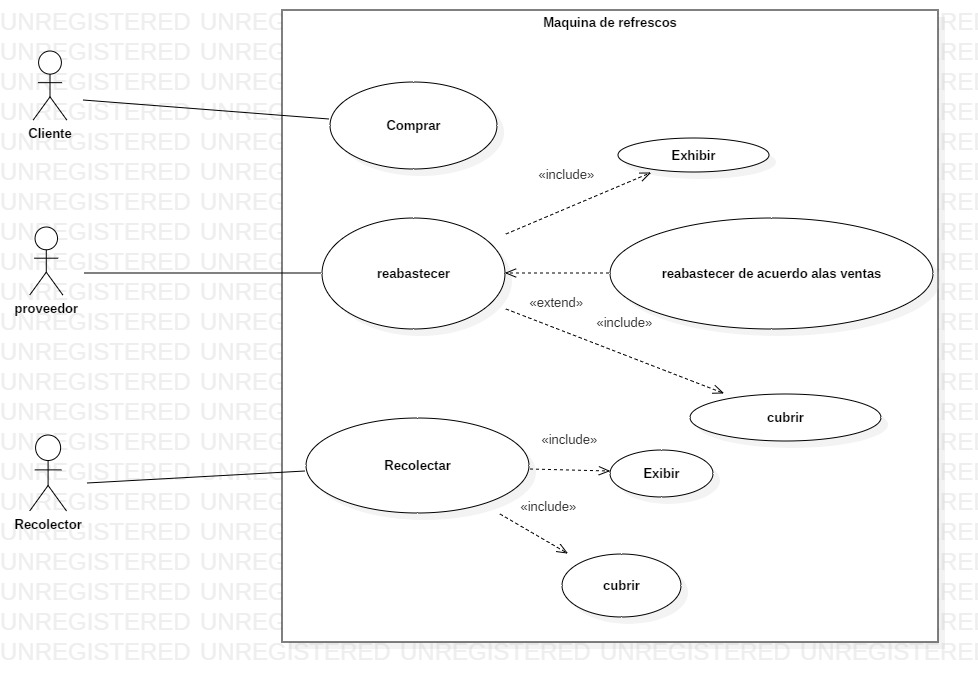 Maquina de refrescos
Cliente
Comprar
Exhibir
«include»
proveedor
reabastecer
reabastecer de acuerdo alas ventas
«extend»
«include»
cubrir
Recolector
Recolectar
«include»
Exibir
«include»
cubrir
UNREGISTERED UNREGISTERED UNREGISTERED UNREGISTERED UNREGISTERED